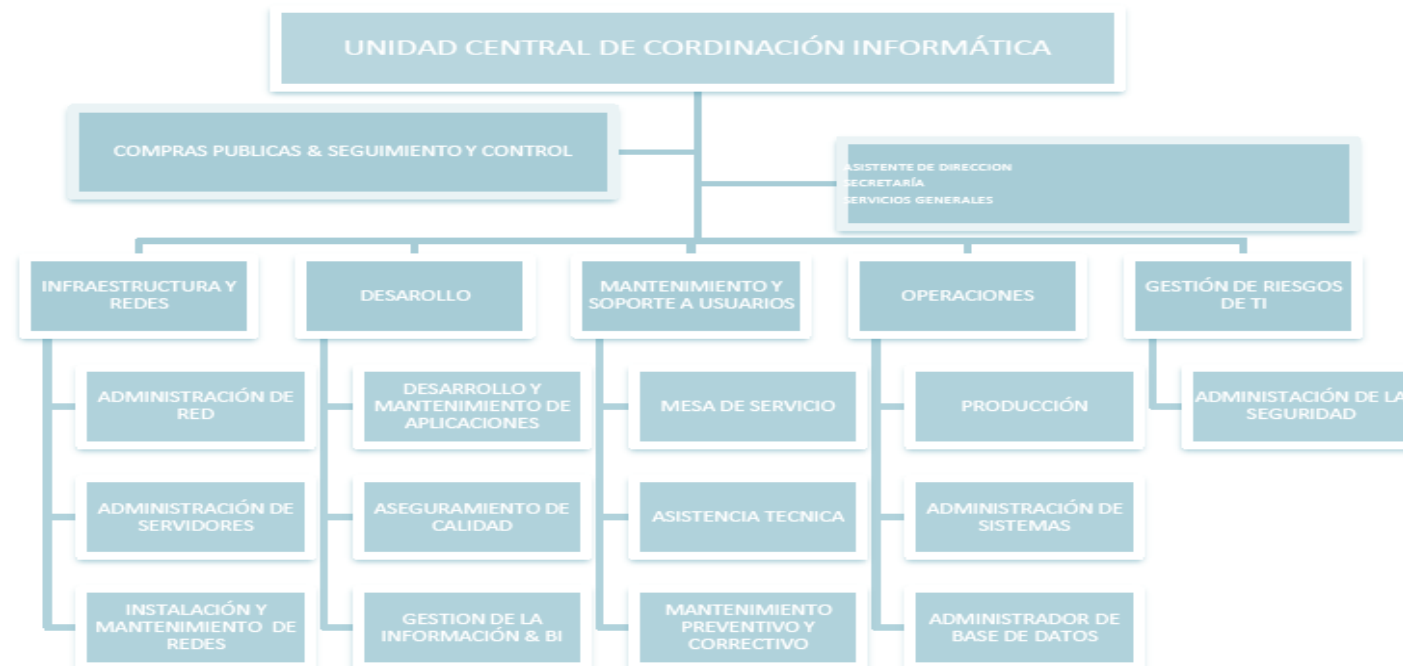 UNIDAD CENTRAL DE CORDINACIÓN INFORMÁTICA
COMPRAS PUBLICAS & SEGUIMIENTO Y CONTROL
ASISTENTE DE DIRECCION
SECRETARÍA
SERVICIOS GENERALES
INFRAESTRUCTURA Y
REDES
DESAROLLO
MANTENIMIENTO Y
SOPORTE A USUARIOS
OPERACIONES
GESTIÓN DE RIESGOS
DE TI
ADMINISTRACIÓN DE
RED
DESARROLLO Y
MANTENIMIENTO DE
APLICACIONES
MESA DE SERVICIO
PRODUCCIÓN
ADMINISTACIÓN DE LA
SEGURIDAD
ADMINISTRACIÓN DE
SERVIDORES
ASEGURAMIENTO DE
CALIDAD
ASISTENCIA TECNICA
ADMINISTRACIÓN DE
SISTEMAS
INSTALACIÓN Y
MANTENIMIENTO DE
REDES
GESTION DE LA
INFORMACIÓN & BI
MANTENIMIENTO
PREVENTIVO Y
CORRECTIVO
ADMINISTRADOR DE
BASE DE DATOS